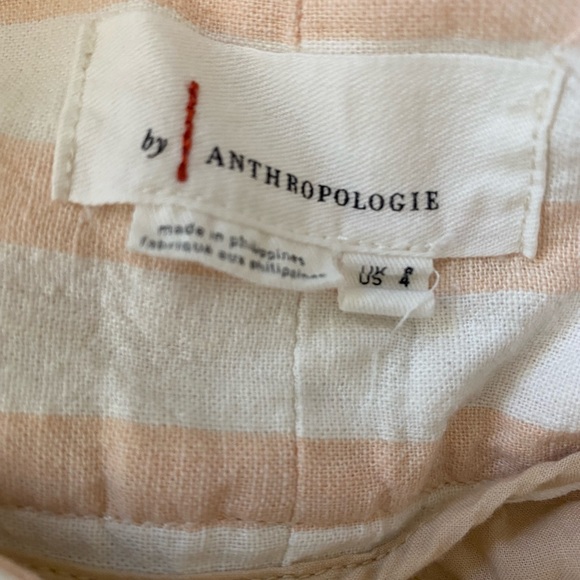 by ANTHROPOLOGIE
made in philippines
fabriqué aux philippines
UK 8
US 4